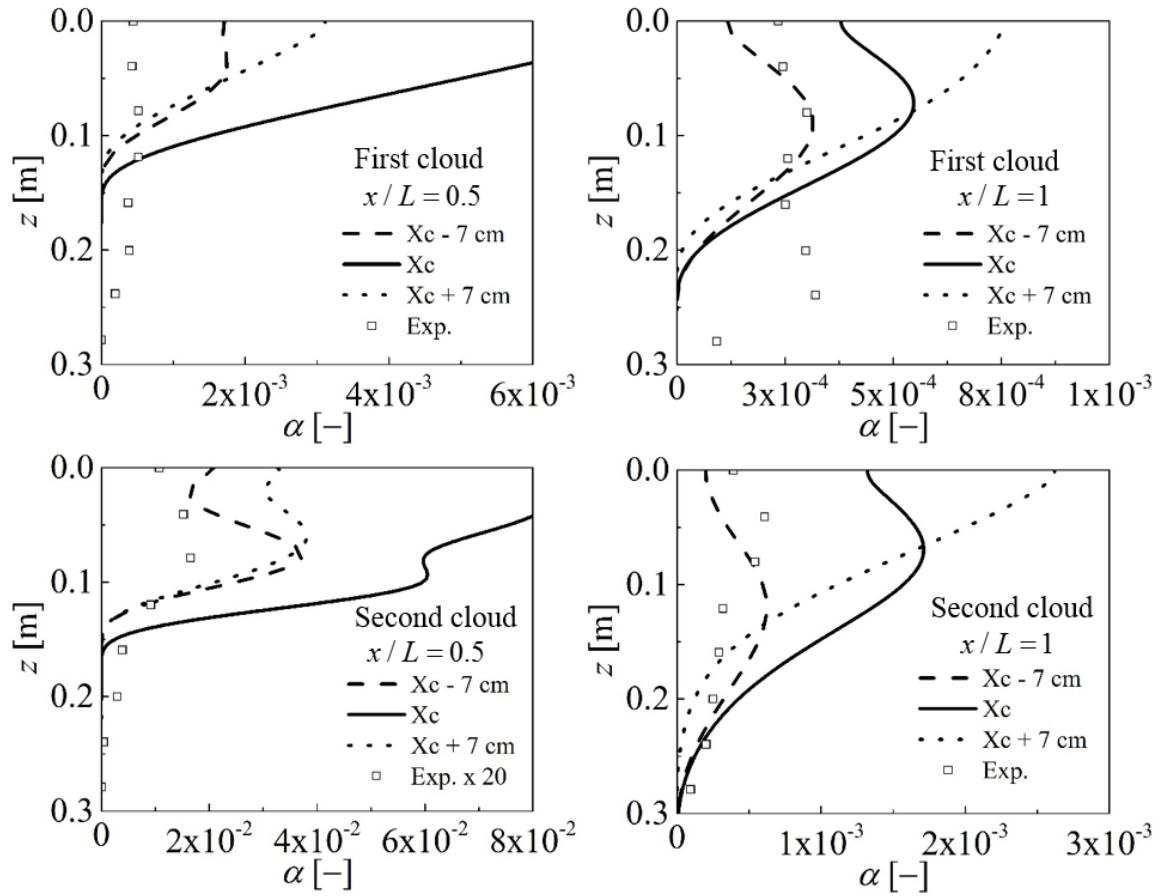 0.0
0.1
0.2
0.3
z [m]
First cloud
x / L = 0.5
Xc - 7 cm
Xc
Xc + 7 cm
Exp.
0
2x10⁻³
4x10⁻³
6x10⁻³
α [–]
0.0
0.1
0.2
0.3
z [m]
First cloud
x / L = 1
Xc - 7 cm
Xc
Xc + 7 cm
Exp.
0
3x10⁻⁴
5x10⁻⁴
8x10⁻⁴
1x10⁻³
α [–]
0.0
0.1
0.2
0.3
z [m]
Second cloud
x / L = 0.5
Xc - 7 cm
Xc
Xc + 7 cm
Exp. x 20
0
2x10⁻²
4x10⁻²
6x10⁻²
8x10⁻²
α [–]
0.0
0.1
0.2
0.3
z [m]
Second cloud
x / L = 1
Xc - 7 cm
Xc
Xc + 7 cm
Exp.
0
1x10⁻³
2x10⁻³
3x10⁻³
α [–]